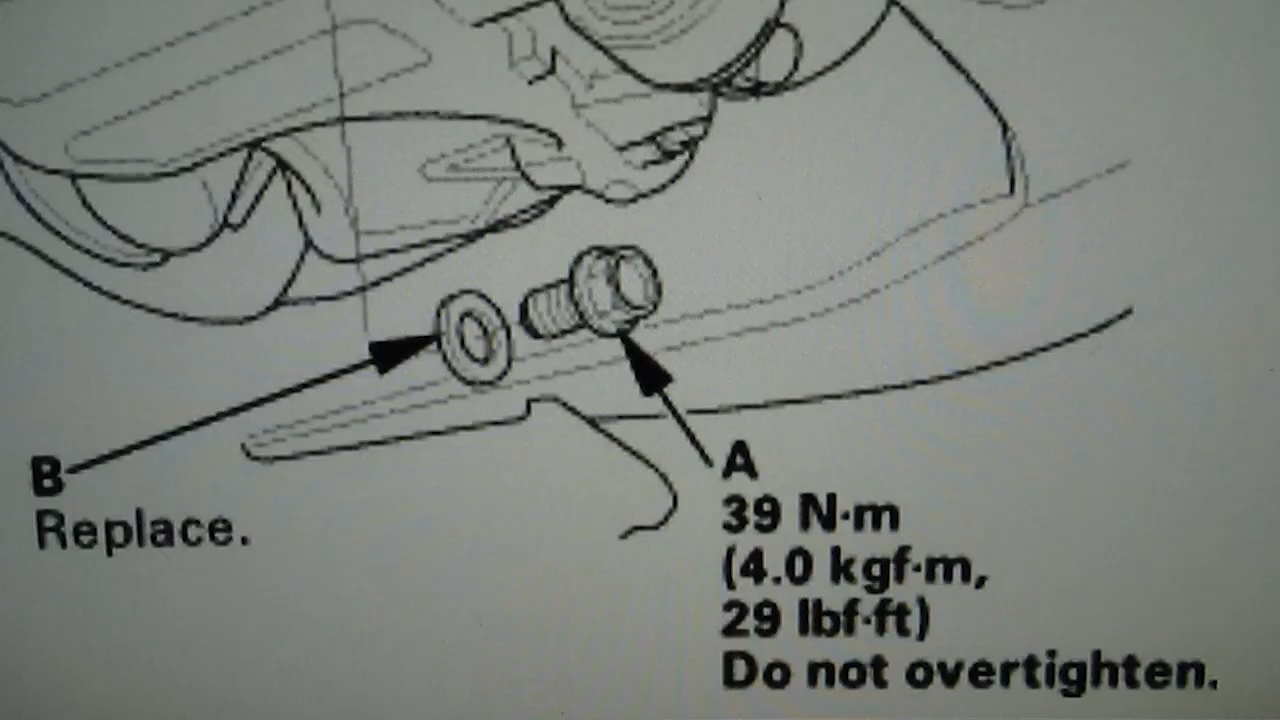 B
Replace.
A
39 N·m
(4.0 kgf·m,
29 lbf·ft)
Do not overtighten.